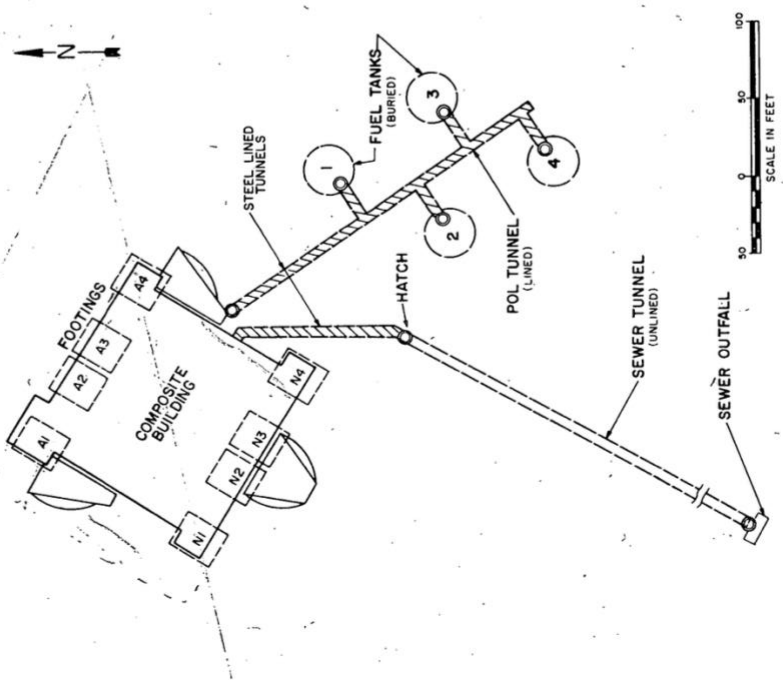 N
STEEL LINED
TUNNELS
FUEL TANKS
(BURIED)
1
2
3
4
FOOTINGS
A1
A2
A3
A4
COMPOSITE
BUILDING
N1
N2
N3
N4
HATCH
POL TUNNEL
(LINED)
SEWER TUNNEL
(UNLINED)
SEWER OUTFALL
50 0 50 100
SCALE IN FEET